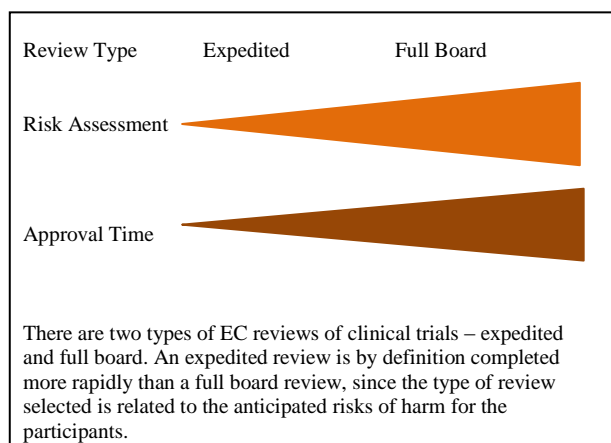 Review Type Expedited Full Board
Risk Assessment
Approval Time
There are two types of EC reviews of clinical trials – expedited
and full board. An expedited review is by definition completed
more rapidly than a full board review, since the type of review
selected is related to the anticipated risks of harm for the
participants.